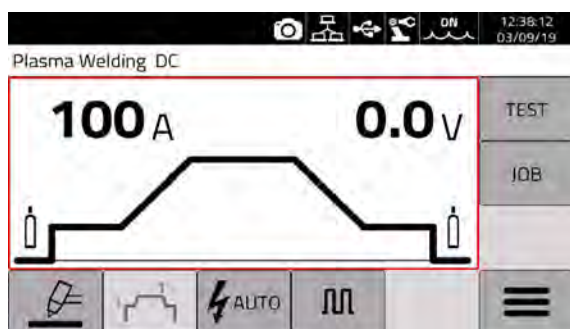 ON
12:38:12
03/09/19
Plasma Welding DC
100 A
0.0 V
TEST
JOB
AUTO